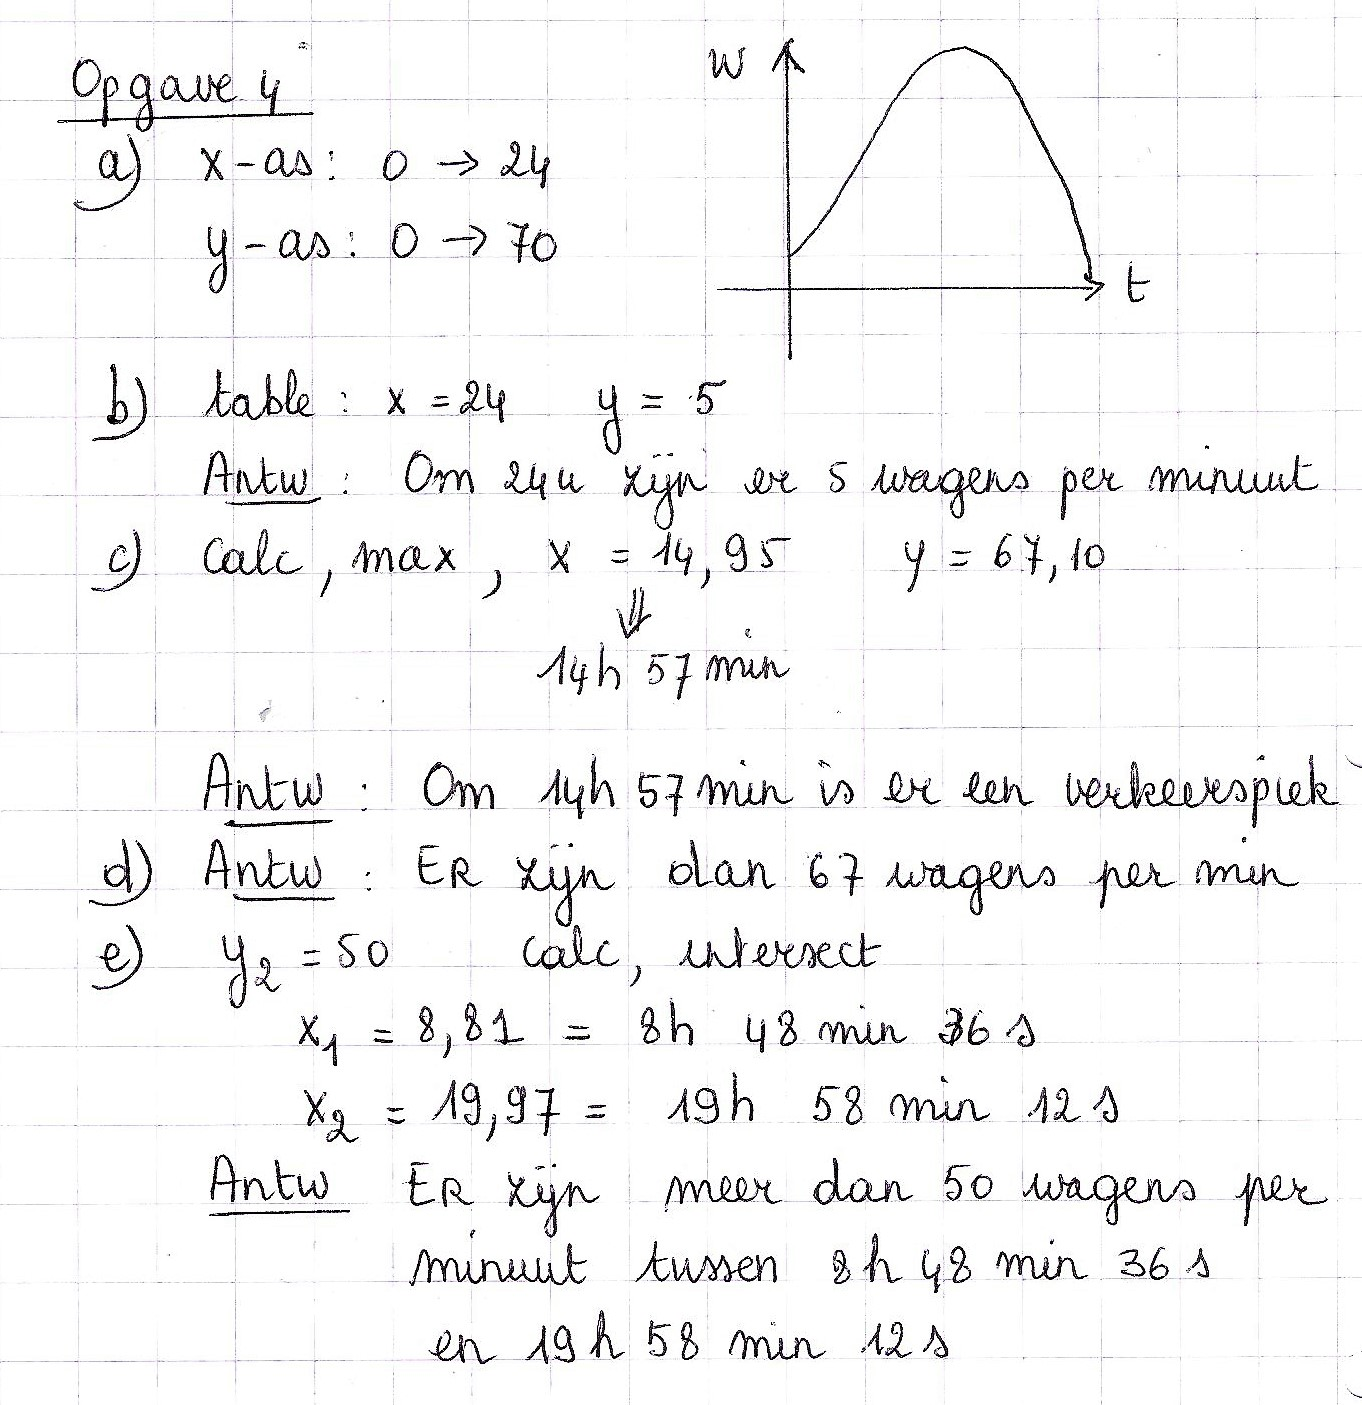 Opgave 4
W
a) x-as: 0 → 24
y-as: 0 → 70
t
b) table: x = 24 y = 5
Antw: Om 24u zijn er 5 wagens per minuut
c) Calc, max, x = 14,95 y = 67,10
⇓
14h 57 min
Antw: Om 14h 57 min is er een verkeerspiek
d) Antw: ER zijn dan 67 wagens per min
e) y₂ = 50 Calc, intersect
x₁ = 8,81 = 8h 48 min 36 s
x₂ = 19,97 = 19h 58 min 12 s
Antw ER zijn meer dan 50 wagens per
minuut tussen 8h 48 min 36 s
en 19h 58 min 12 s